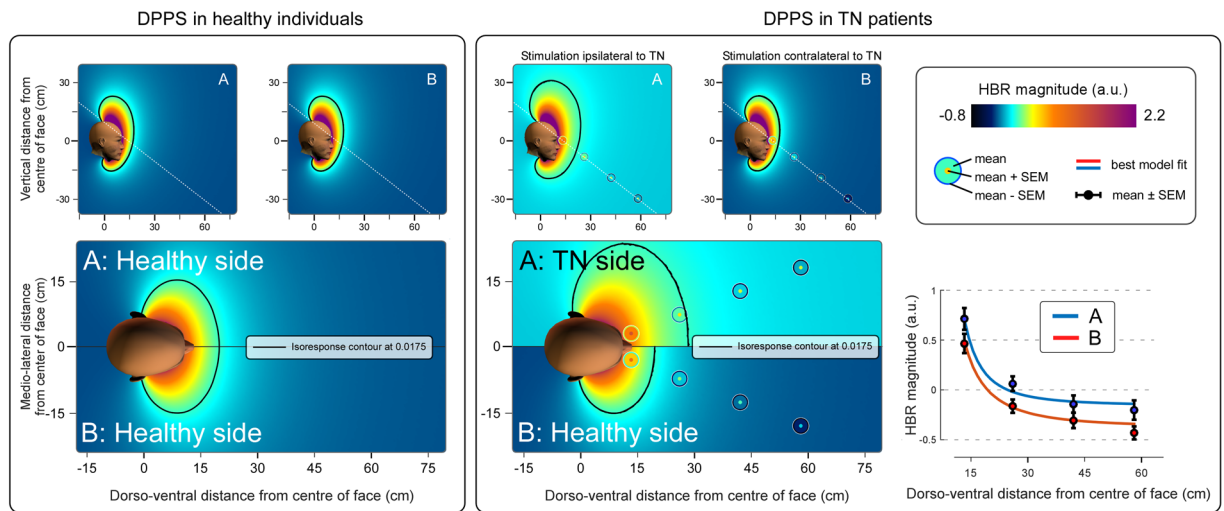 DPPS in healthy individuals
A
B
Vertical distance from
centre of face (cm)
30
0
-30
0
30
60
0
30
60
A: Healthy side
B: Healthy side
Isoresponse contour at 0.0175
Medio-lateral distance
from center of face (cm)
15
0
-15
-15
0
15
30
45
60
75
Dorso-ventral distance from centre of face (cm)
DPPS in TN patients
Stimulation ipsilateral to TN
Stimulation contralateral to TN
A
B
30
0
-30
0
30
60
0
30
60
A: TN side
B: Healthy side
Isoresponse contour at 0.0175
15
0
-15
-15
0
15
30
45
60
75
Dorso-ventral distance from centre of face (cm)
HBR magnitude (a.u.)
-0.8
2.2
mean
mean + SEM
mean - SEM
best model fit
mean ± SEM
HBR magnitude (a.u.)
1
0.5
0
-0.5
A
B
15
30
45
60
Dorso-ventral distance from centre of face (cm)